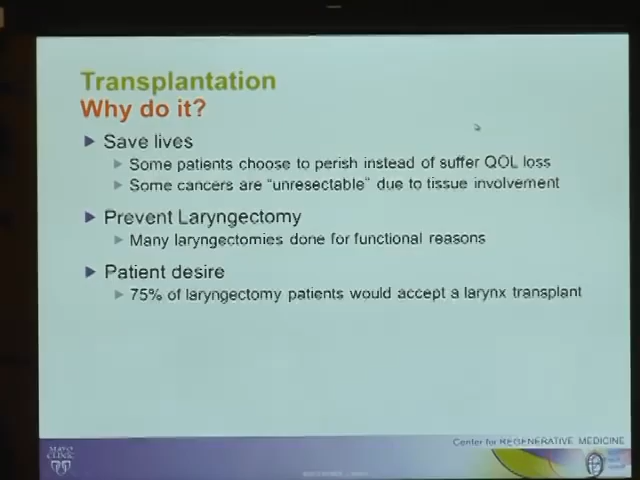 Transplantation
Why do it?
Save lives
Some patients choose to perish instead of suffer QOL loss
Some cancers are "unresectable" due to tissue involvement
Prevent Laryngectomy
Many laryngectomies done for functional reasons
Patient desire
75% of laryngectomy patients would accept a larynx transplant
Center for REGENERATIVE MEDICINE
MAYO
CLINIC